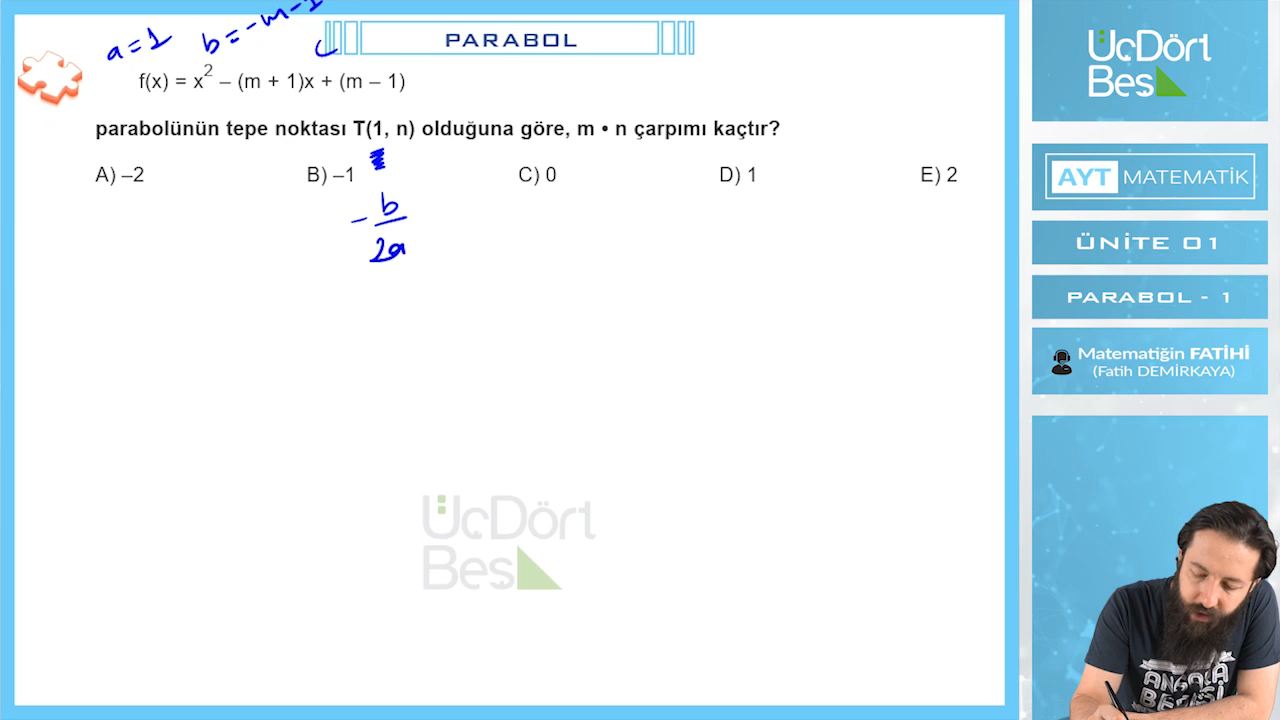 a = 1
b = -m-1
c
PARABOL
f(x) = x² – (m + 1)x + (m – 1)
parabolünün tepe noktası T(1, n) olduğuna göre, m • n çarpımı kaçtır?
A) –2 B) –1 C) 0 D) 1 E) 2
- b
2a
ÜçDört
Beş
ÜçDört
Beş
AYT MATEMATİK
ÜNİTE 01
PARABOL - 1
Matematiğin FATİHİ
(Fatih DEMİRKAYA)
ANKARA